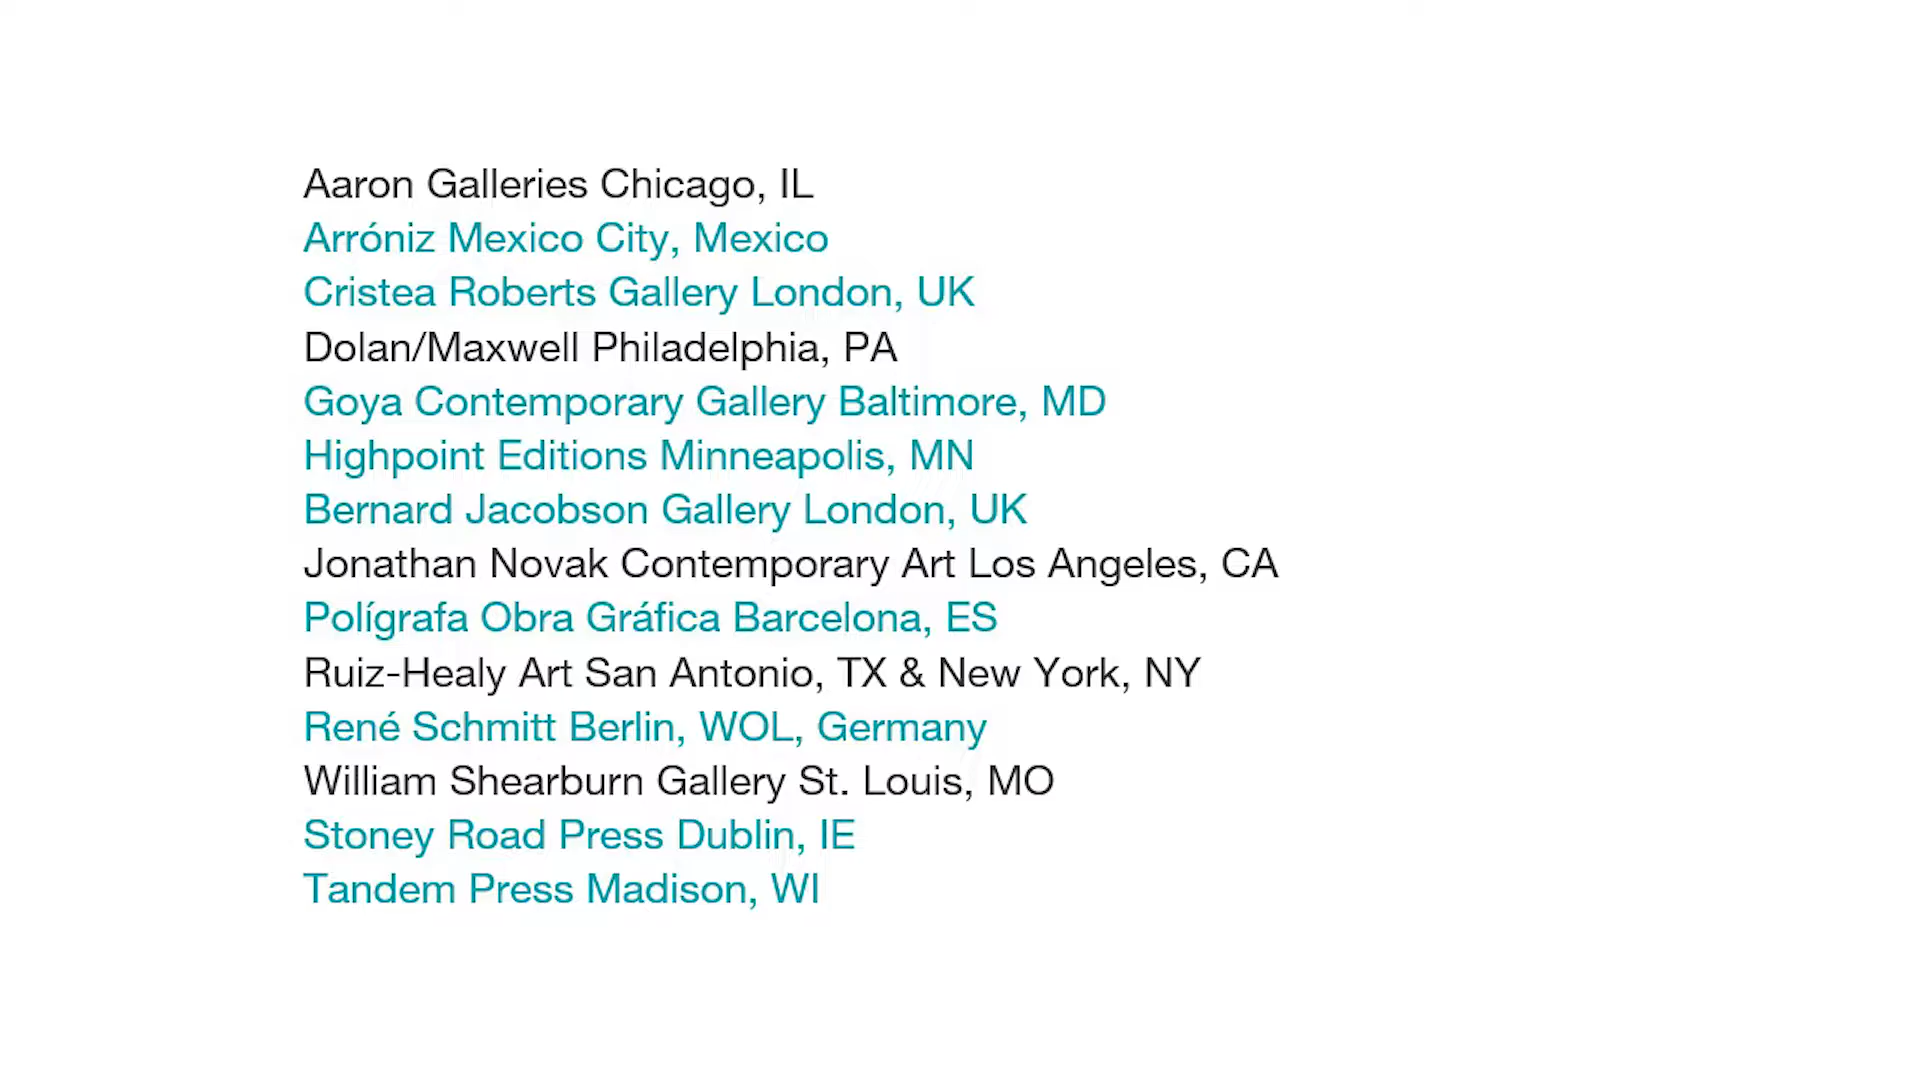 Aaron Galleries Chicago, IL
Arróniz Mexico City, Mexico
Cristea Roberts Gallery London, UK
Dolan/Maxwell Philadelphia, PA
Goya Contemporary Gallery Baltimore, MD
Highpoint Editions Minneapolis, MN
Bernard Jacobson Gallery London, UK
Jonathan Novak Contemporary Art Los Angeles, CA
Polígrafa Obra Gráfica Barcelona, ES
Ruiz-Healy Art San Antonio, TX & New York, NY
René Schmitt Berlin, WOL, Germany
William Shearburn Gallery St. Louis, MO
Stoney Road Press Dublin, IE
Tandem Press Madison, WI